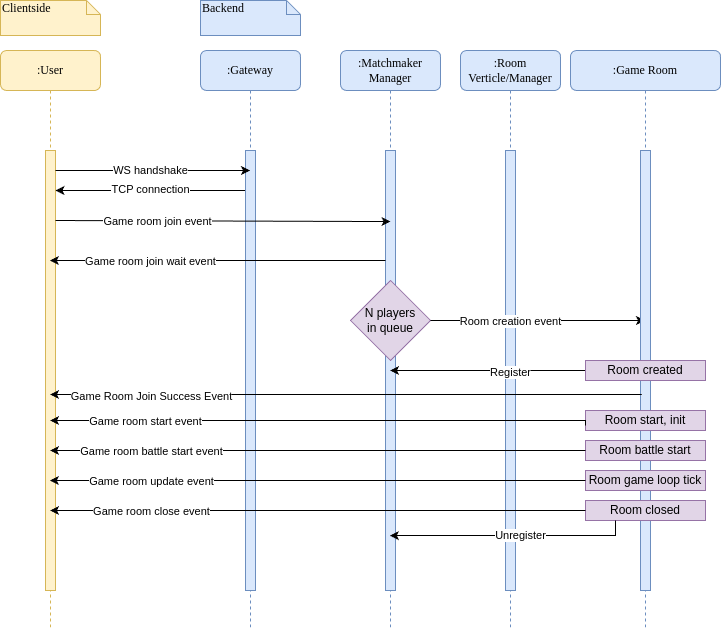 Clientside
Backend
:User
:Gateway
:Matchmaker
Manager
:Room
Verticle/Manager
:Game Room
WS handshake
TCP connection
Game room join event
Game room join wait event
N players
in queue
Room creation event
Register
Room created
Game Room Join Success Event
Game room start event
Room start, init
Game room battle start event
Room battle start
Game room update event
Room game loop tick
Game room close event
Room closed
Unregister